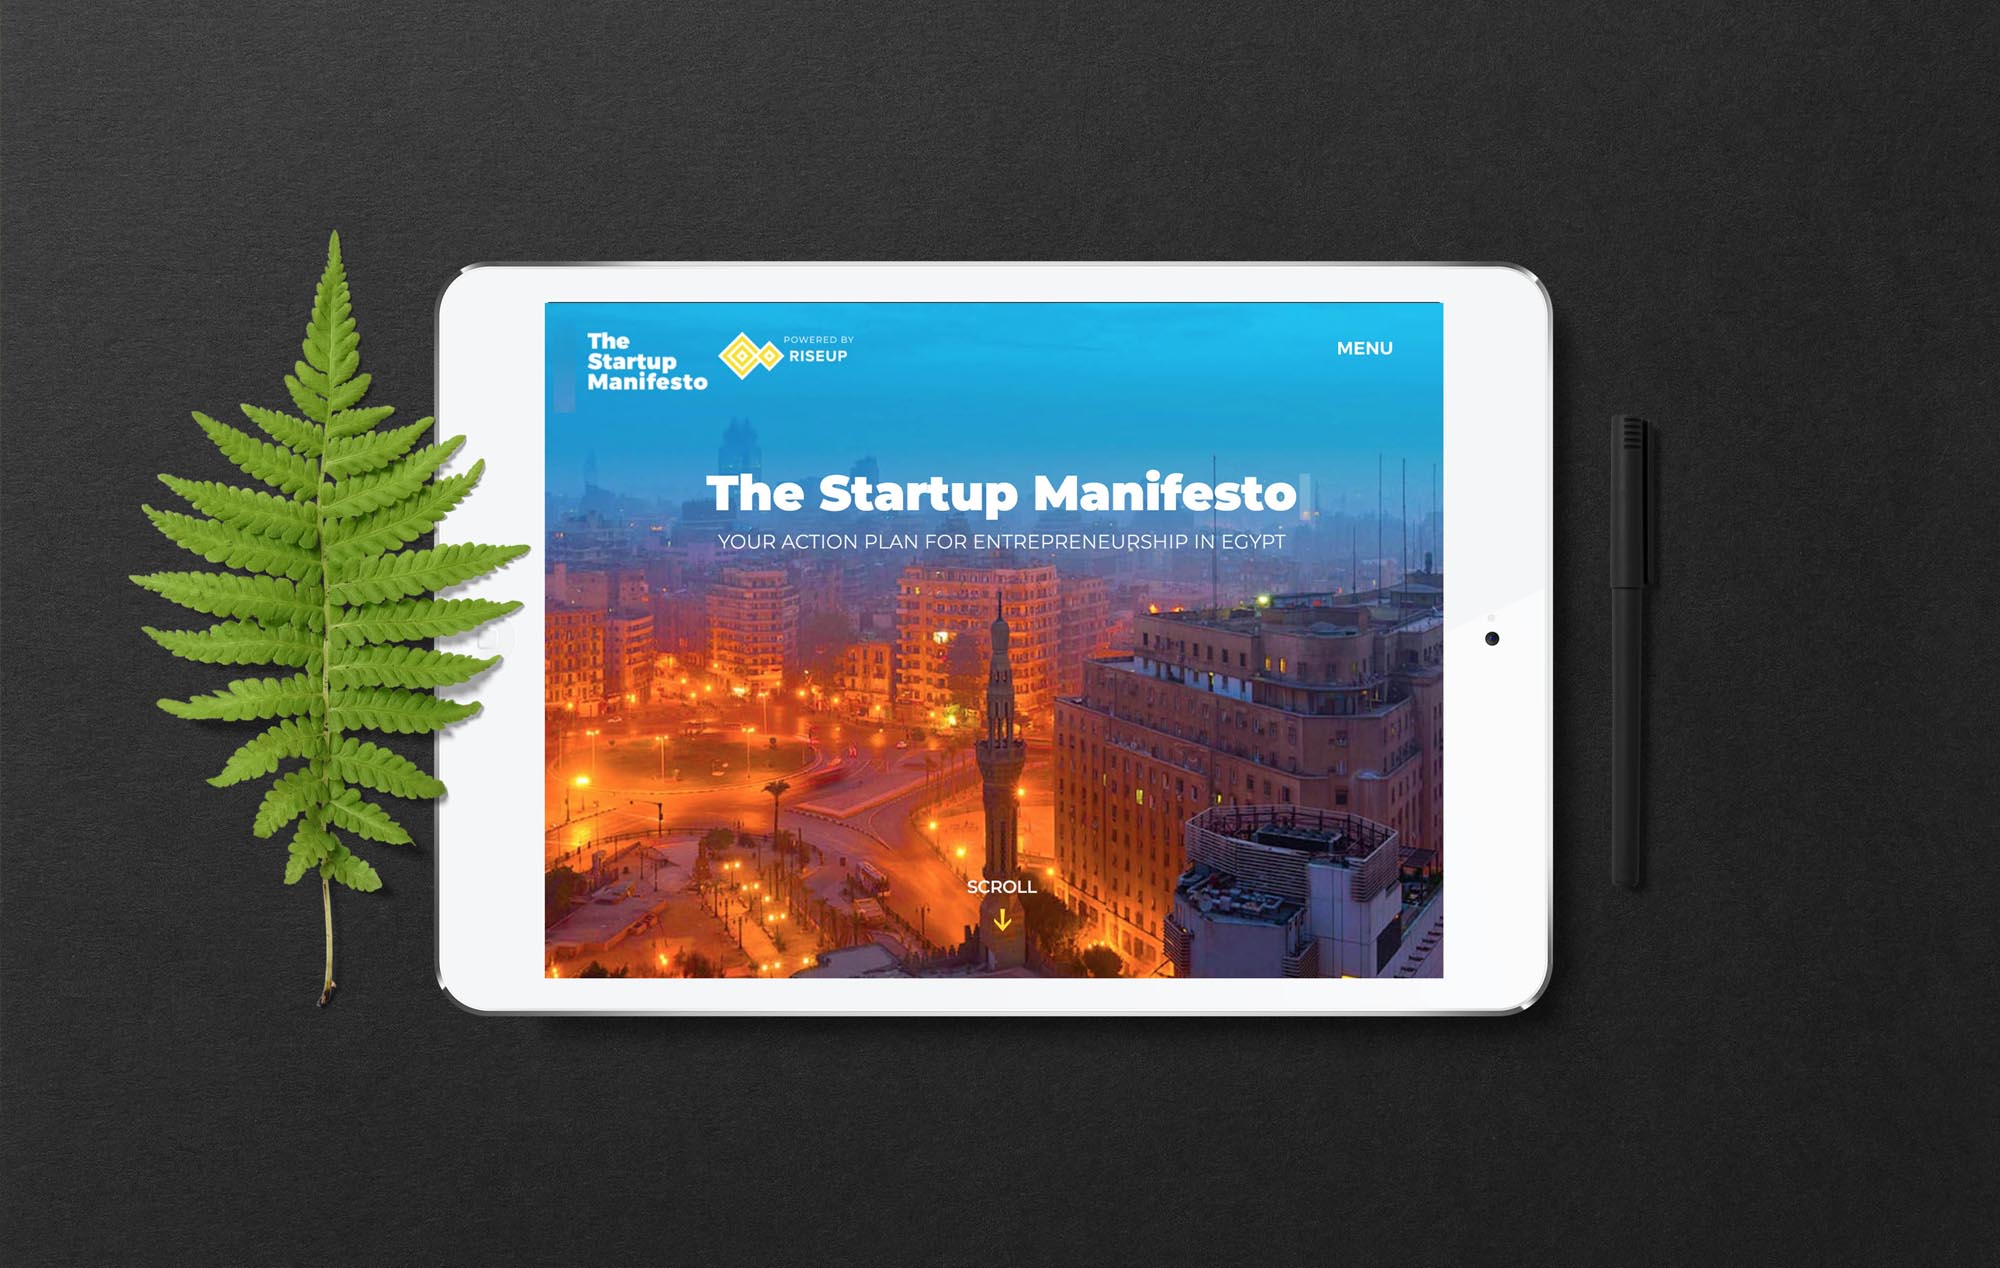 The
Startup
Manifesto
POWERED BY
RISEUP
MENU
The Startup Manifesto
YOUR ACTION PLAN FOR ENTREPRENEURSHIP IN EGYPT
SCROLL